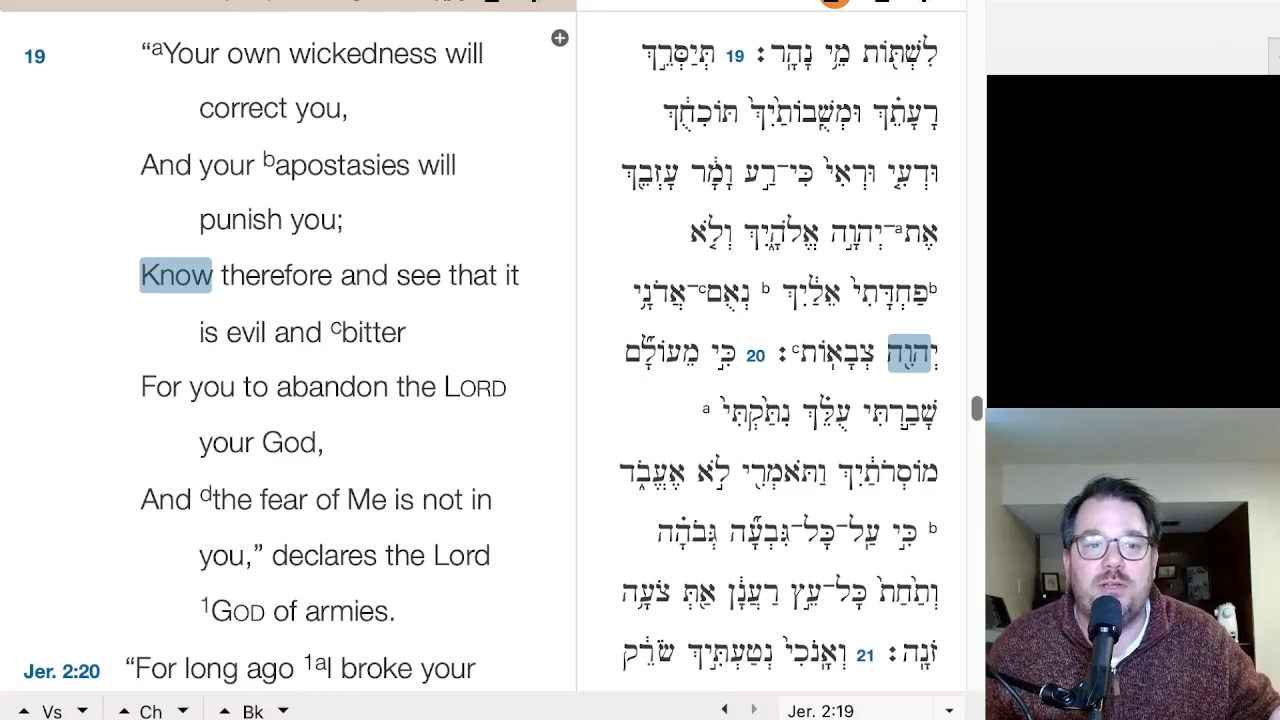 19 “aYour own wickedness will
correct you,
And your bapostasies will
punish you;
Know therefore and see that it
is evil and cbitter
For you to abandon the LORD
your God,
And dthe fear of Me is not in
you,” declares the Lord
1GOD of armies.
Jer. 2:20 “For long ago 1aI broke your
לִשְׁתּ֖וֹת מֵ֥י נָהָֽר׃ 19 תְּיַסְּרֵ֣ךְ
רָעָתֵ֗ךְ וּמְשֻֽׁבוֹתַ֙יִךְ֙ תּוֹכִחֻ֔ךְ
וּדְעִ֤י וּרְאִי֙ כִּי־רַ֣ע וָמָ֔ר עָזְבֵ֖ךְ
אֶת־a יְהוָ֣ה אֱלֹהָ֑יִךְ וְלֹ֤א
bפַחְדָּתִי֙ אֵלַ֔יִךְ b נְאֻם־c אֲדֹנָ֥י
יְהוִ֖ה צְבָאֽוֹתc׃ 20 כִּ֣י מֵעוֹלָ֞ם
שָׁבַ֣רְתִּי עֻלֵּ֗ךְ נִתַּ֙קְתִּי֙ a
מוֹסְרֹתַ֔יִךְ וַתֹּאמְרִ֖י לֹ֣א אֶעֱב֑וֹד
b כִּ֣י עַֽל־כָּל־גִּבְעָ֞ה גְּבֹהָ֗ה
וְתַ֙חַת֙ כָּל־עֵ֣ץ רַעֲנָ֔ן אַ֖תְּ צֹעָ֥ה
זֹנָֽה׃ 21 וְאָֽנֹכִי֙ נְטַעְתִּ֣יךְ שֹׂרֵ֔ק
Vs Ch Bk Jer. 2:19